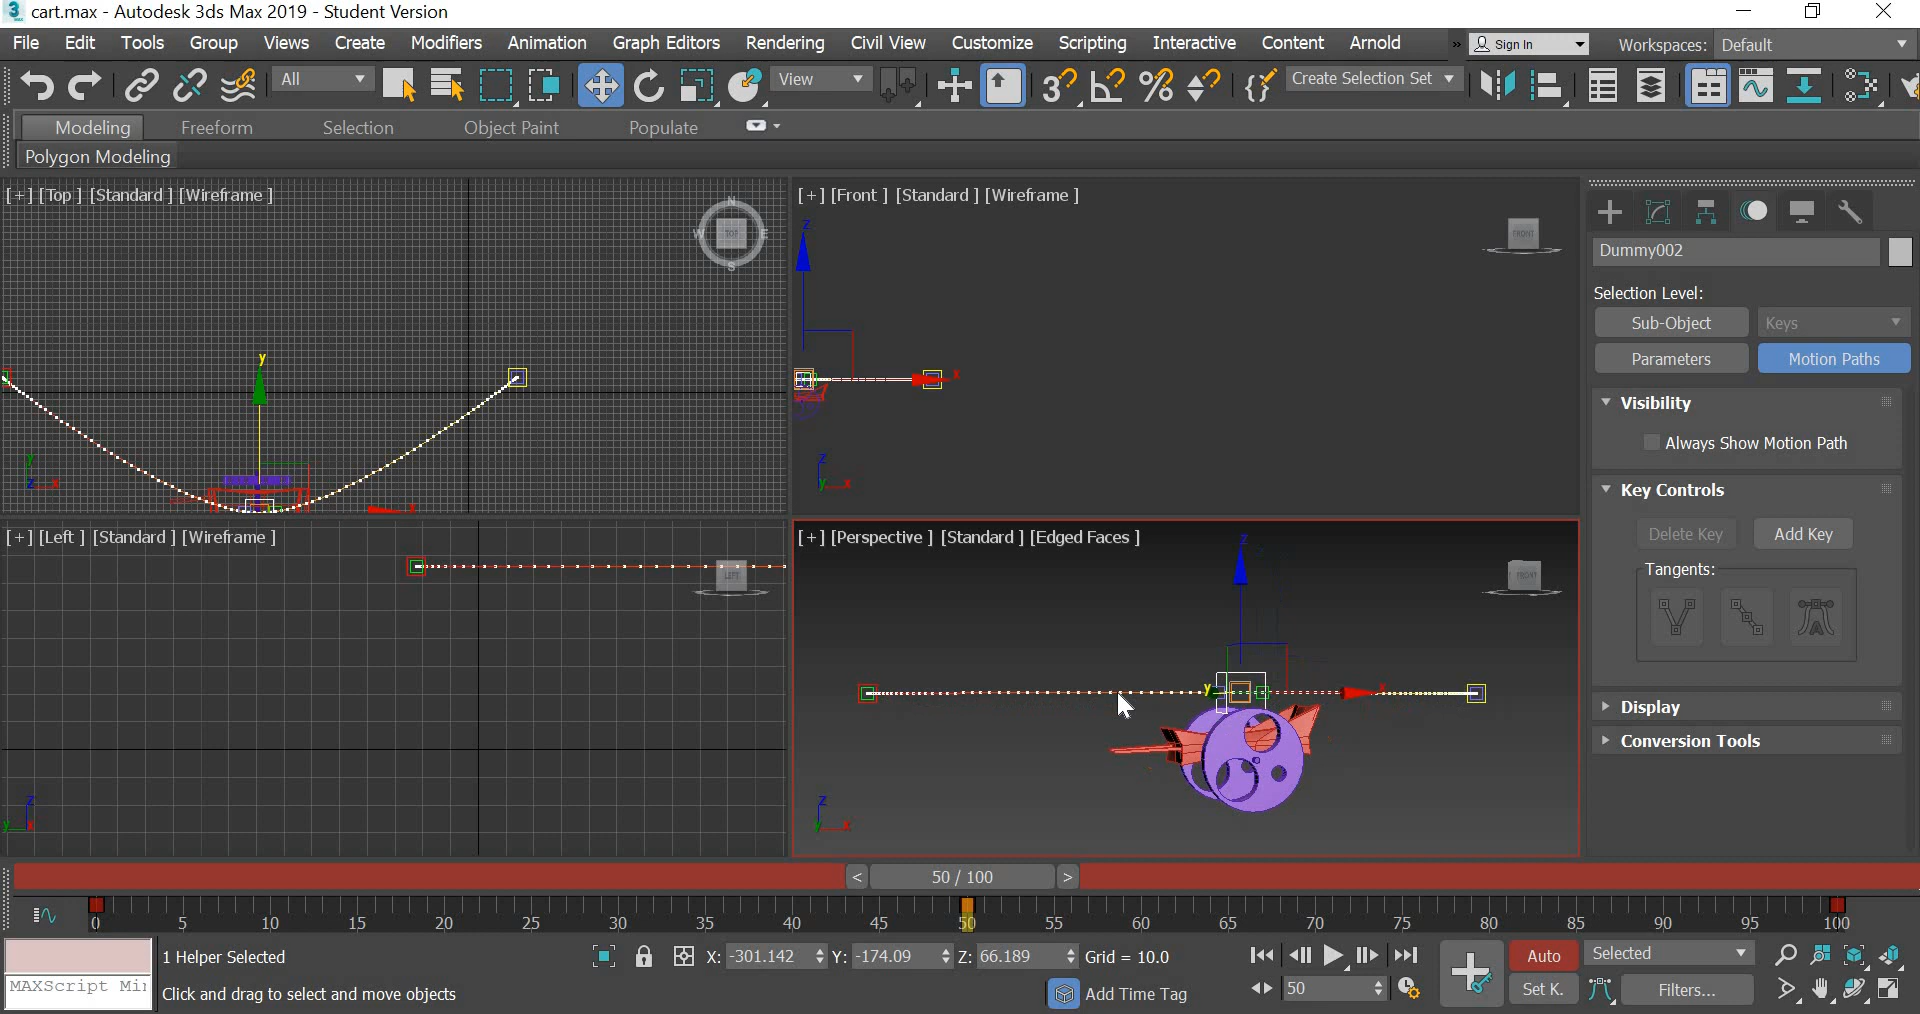 cart.max - Autodesk 3ds Max 2019 - Student Version
File Edit Tools Group Views Create Modifiers Animation Graph Editors Rendering Civil View Customize Scripting Interactive Content Arnold » Sign In Workspaces: Default
All View Create Selection Set
Modeling Freeform Selection Object Paint Populate
Polygon Modeling
[+] [Top ] [Standard ] [Wireframe ]
N
W TOP E
S
y
y
z x
x
[+] [Front ] [Standard ] [Wireframe ]
FRONT
z
x
z
y x
[+] [Left ] [Standard ] [Wireframe ]
LEFT
z
y x
[+] [Perspective ] [Standard ] [Edged Faces ]
FRONT
z
y x
z
y x
Dummy002
Selection Level:
Sub-Object Keys
Parameters Motion Paths
Visibility
Always Show Motion Path
Key Controls
Delete Key Add Key
Tangents:
Display
Conversion Tools
< 50 / 100 >
0 5 10 15 20 25 30 35 40 45 50 55 60 65 70 75 80 85 90 95 100
1 Helper Selected X: -301.142 Y: -174.09 Z: 66.189 Grid = 10.0 Auto Selected
MAXScript Mi
Click and drag to select and move objects Add Time Tag 50 Set K. Filters...